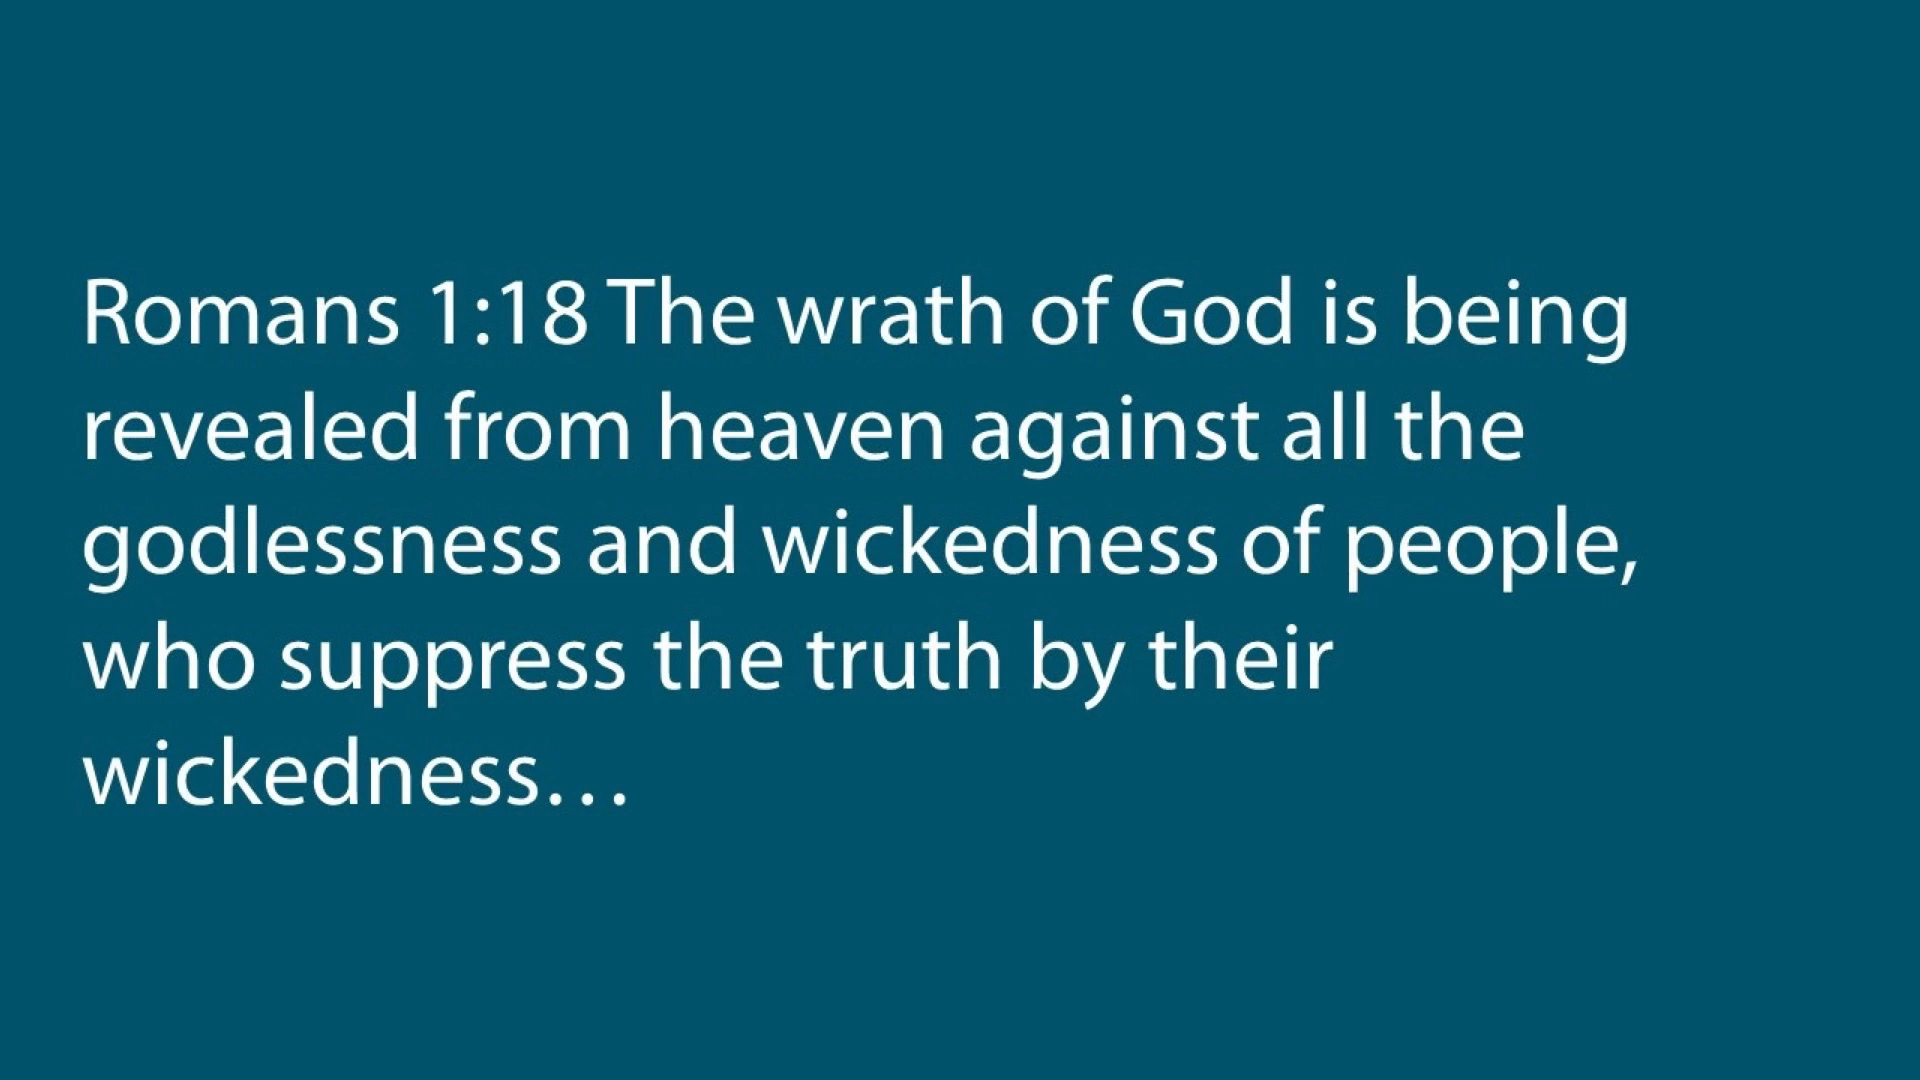 Romans 1:18 The wrath of God is being
revealed from heaven against all the
godlessness and wickedness of people,
who suppress the truth by their
wickedness…